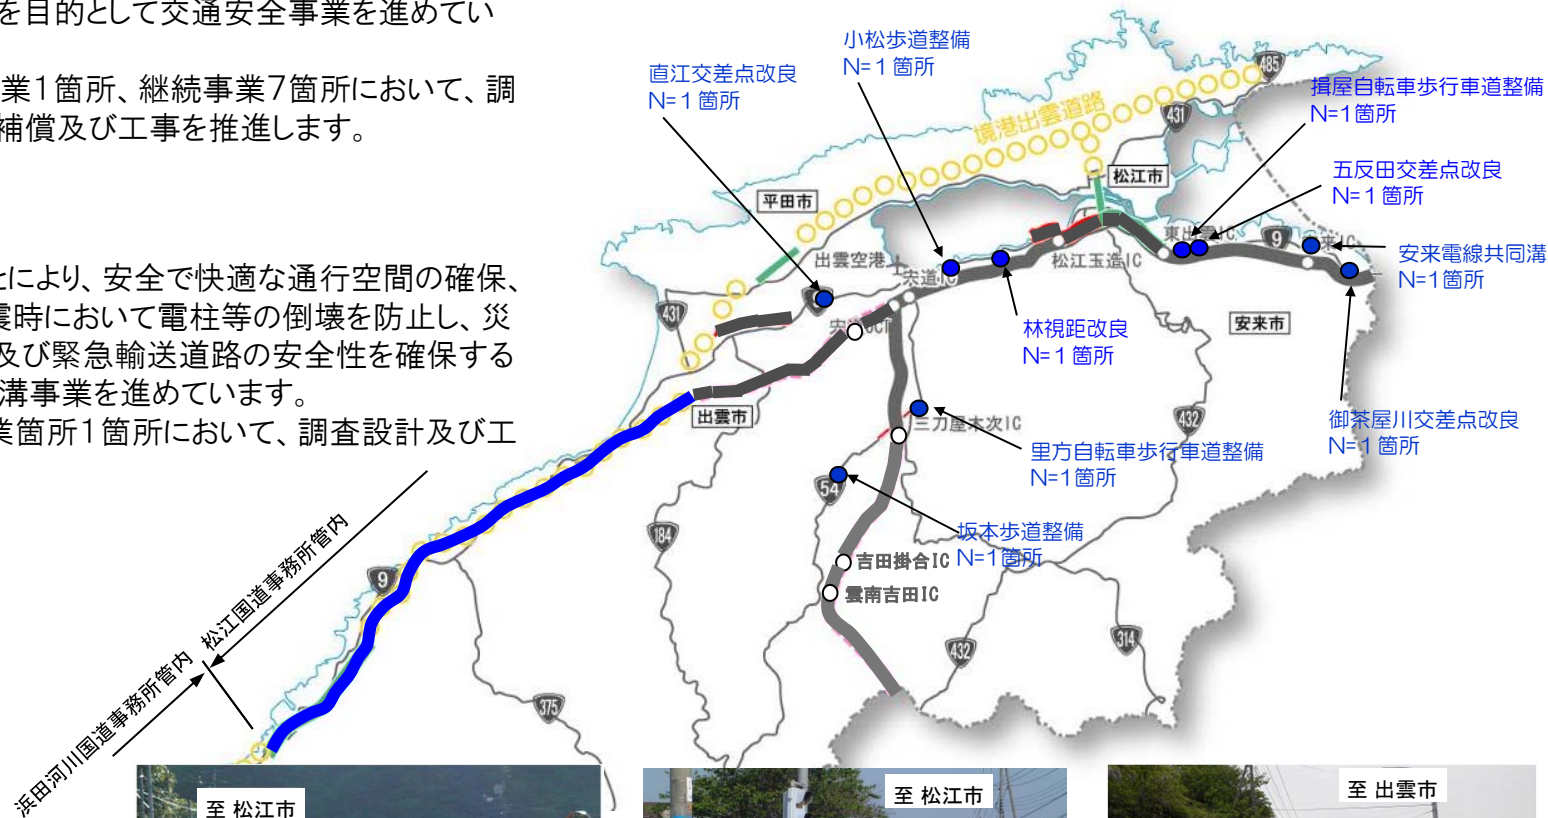 を目的として交通安全事業を進めてい
業1箇所、継続事業7箇所において、調
補償及び工事を推進します。
とにより、安全で快適な通行空間の確保、
震時において電柱等の倒壊を防止し、災
及び緊急輸送道路の安全性を確保する
溝事業を進めています。
業箇所1箇所において、調査設計及び工
直江交差点改良
N=1箇所
小松歩道整備
N=1箇所
揖屋自転車歩行車道整備
N=1箇所
五反田交差点改良
N=1箇所
安来電線共同溝
N=1箇所
御茶屋川交差点改良
N=1箇所
林視距改良
N=1箇所
里方自転車歩行車道整備
N=1箇所
坂本歩道整備
N=1箇所
境港出雲道路
485
431
松江市
平田市
出雲空港
宍道IC
松江玉造IC
東出雲IC
9
安来市
431
宍道JCT
出雲市
三刀屋木次IC
432
54
184
吉田掛合IC
雲南吉田IC
9
432
314
375
松江国道事務所管内
浜田河川国道事務所管内
至 松江市
至 松江市
至 出雲市